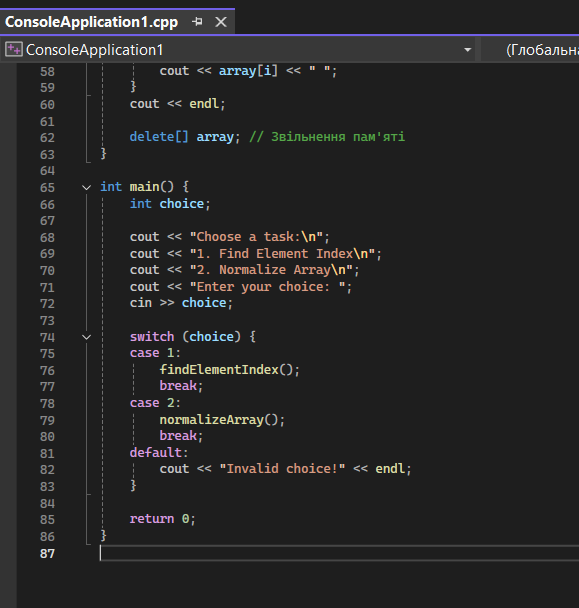 ConsoleApplication1.cpp
ConsoleApplication1 (Глобальна
58 cout << array[i] << " ";
59 }
60 cout << endl;
61
62 delete[] array; // Звільнення пам'яті
63 }
64
65 int main() {
66 int choice;
67
68 cout << "Choose a task:\n";
69 cout << "1. Find Element Index\n";
70 cout << "2. Normalize Array\n";
71 cout << "Enter your choice: ";
72 cin >> choice;
73
74 switch (choice) {
75 case 1:
76 findElementIndex();
77 break;
78 case 2:
79 normalizeArray();
80 break;
81 default:
82 cout << "Invalid choice!" << endl;
83 }
84
85 return 0;
86 }
87